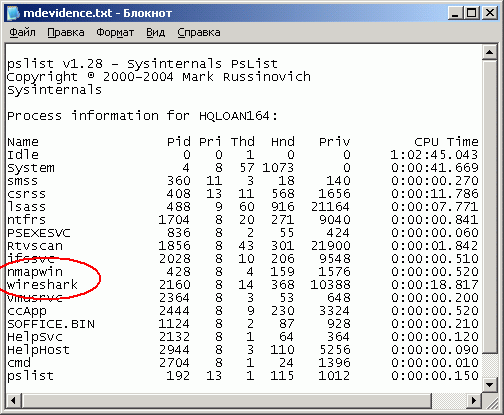 mdevidence.txt - Блокнот
Файл Правка Формат Вид Справка
pslist v1.28 - Sysinternals PsList
Copyright ® 2000-2004 Mark Russinovich
Sysinternals
Process information for HQLOAN164:
Name Pid Pri Thd Hnd Priv CPU Time
Idle 0 0 1 0 0 1:02:45.043
System 4 8 57 1073 0 0:00:41.669
smss 360 11 3 18 140 0:00:00.270
csrss 408 13 11 568 1656 0:00:11.786
lsass 488 9 60 916 21164 0:00:07.771
ntfrs 1704 8 20 271 9040 0:00:00.841
PSEXESVC 836 8 2 55 424 0:00:00.060
Rtvscan 1856 8 43 301 21900 0:00:01.842
ifssvc 2028 8 10 206 9548 0:00:00.510
nmapwin 428 8 4 159 1576 0:00:00.520
wireshark 2160 8 14 368 10388 0:00:18.817
vmusrvc 2364 8 3 53 648 0:00:00.200
ccApp 2444 8 9 230 3324 0:00:00.520
SOFFICE.BIN 1124 8 2 87 928 0:00:00.210
HelpSvc 2132 8 1 64 364 0:00:00.120
HelpHost 2944 8 3 110 5256 0:00:00.090
cmd 2704 8 1 24 1396 0:00:00.010
pslist 192 13 1 115 1012 0:00:00.150